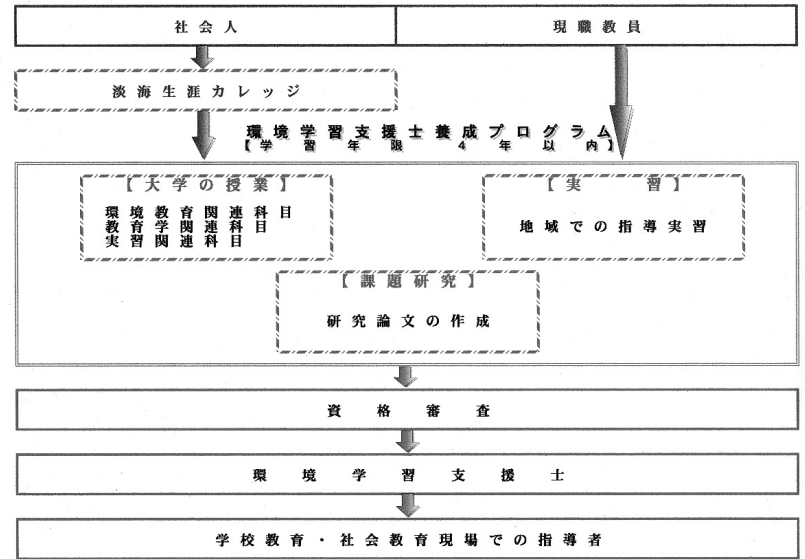 社会人
現職教員
淡海生涯カレッジ
環境学習支援士養成プログラム
【学習年限 4年以内】
【大学の授業】
環境教育関連科目
教育学関連科目
実習関連科目
【実習】
地域での指導実習
【課題研究】
研究論文の作成
資格審査
環境学習支援士
学校教育・社会教育現場での指導者